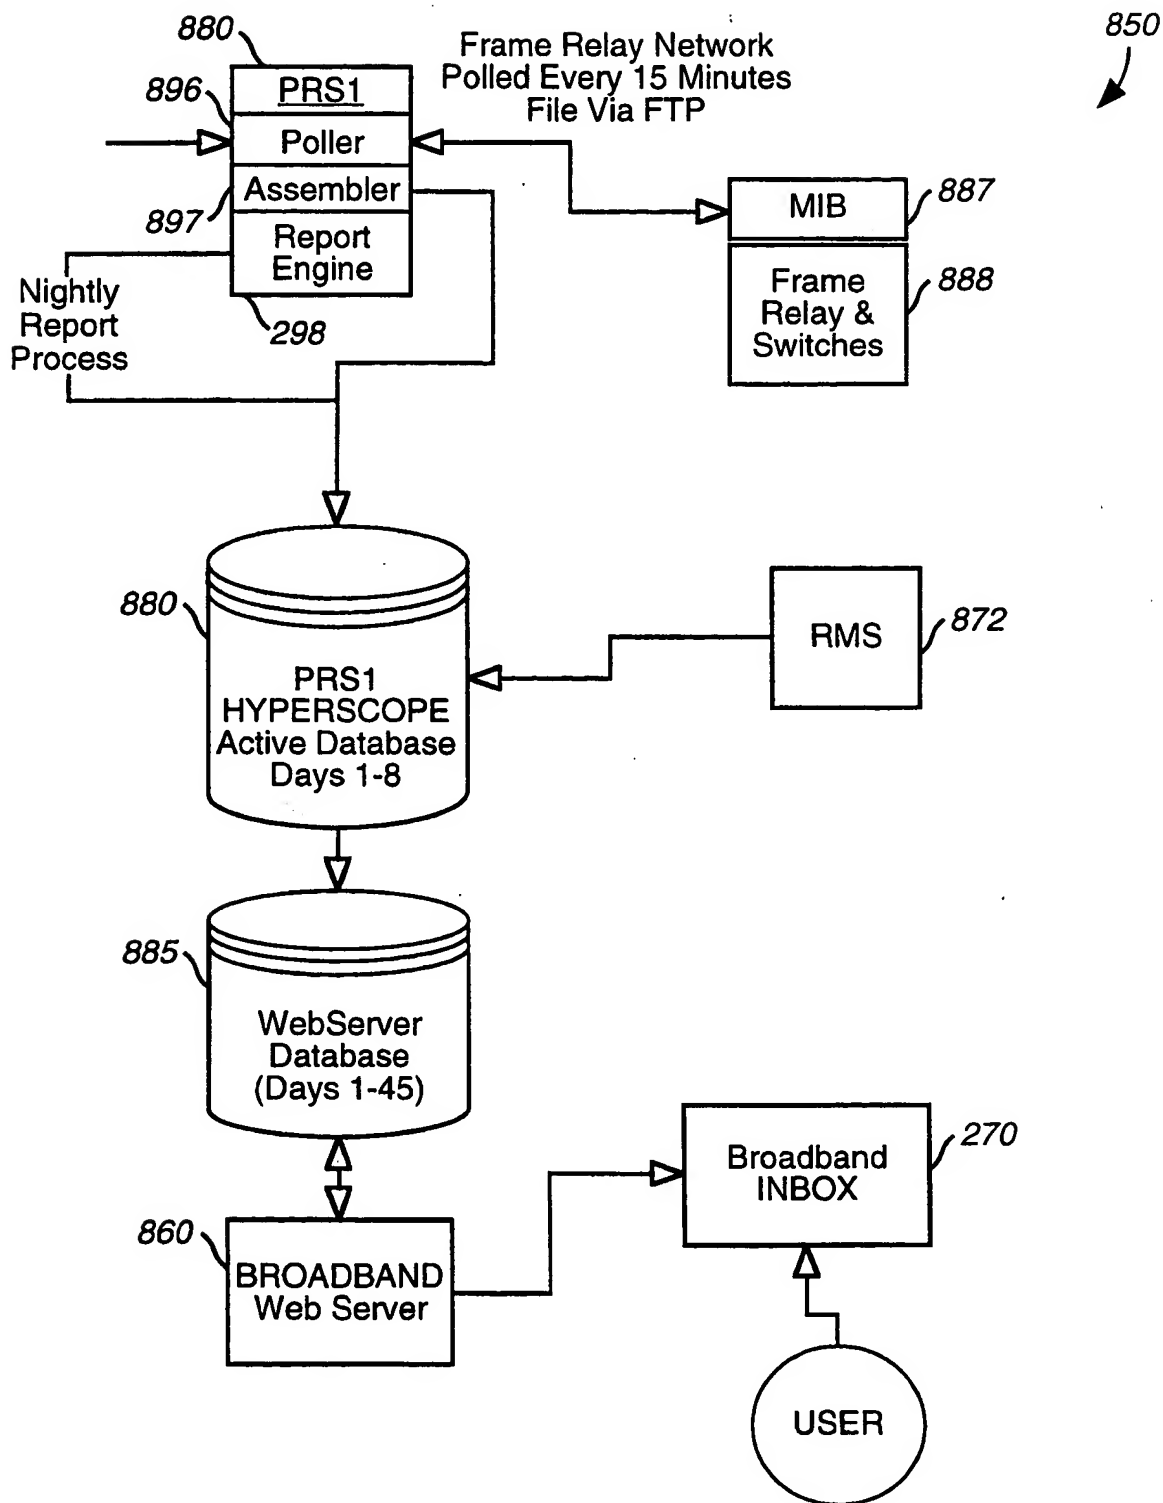 880
850
Frame Relay Network
Polled Every 15 Minutes
File Via FTP
PRS1
896
Poller
Assembler
897
Report
Engine
298
Nightly
Report
Process
MIB
887
Frame
Relay &
Switches
888
880
PRS1
HYPERSCOPE
Active Database
Days 1-8
RMS
872
885
WebServer
Database
(Days 1-45)
860
BROADBAND
Web Server
Broadband
INBOX
270
USER